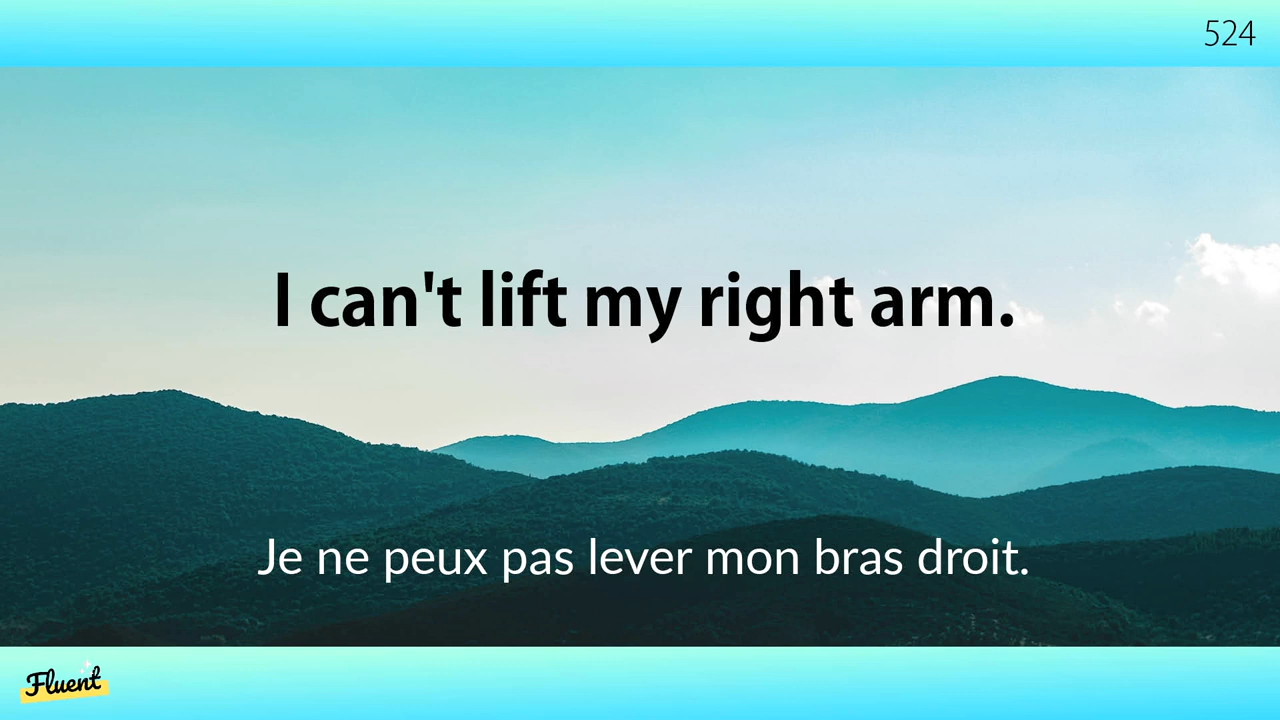 524
I can't lift my right arm.
Je ne peux pas lever mon bras droit.
Fluent